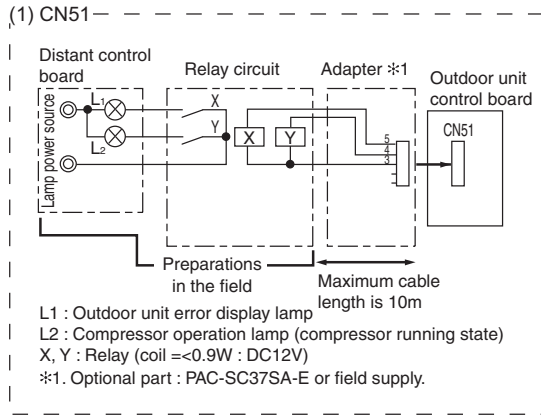 (1) CN51
Distant control
board
Relay circuit
Adapter ✻1
Outdoor unit
control board
Lamp power source
L1
L2
X
Y
X
Y
5
4
3
CN51
Preparations
in the field
Maximum cable
length is 10m
L1 : Outdoor unit error display lamp
L2 : Compressor operation lamp (compressor running state)
X, Y : Relay (coil =<0.9W : DC12V)
✻1. Optional part : PAC-SC37SA-E or field supply.